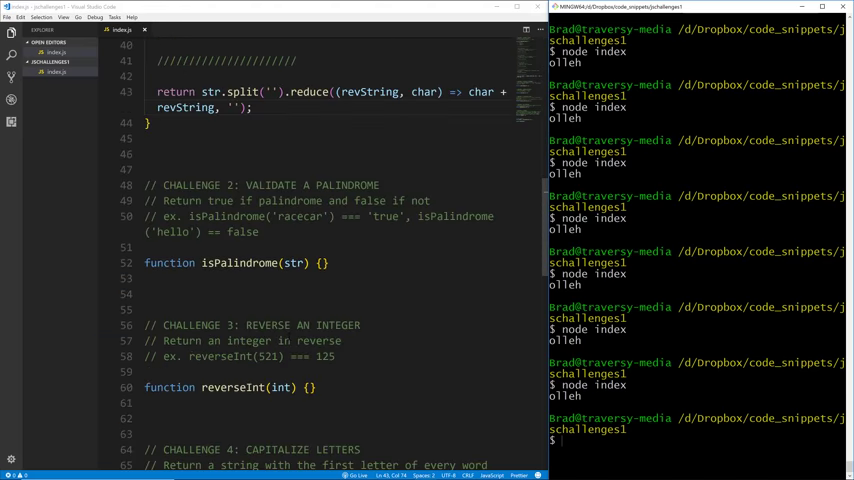 index.js - Visual Studio Code
File Edit Selection View Go Debug Tasks Help
EXPLORER
OPEN EDITORS
JS index.js
JSCHALLENGES1
JS index.js
JS index.js ×
40
41 //////////////////////
42
43 return str.split('').reduce((revString, char) => char +
revString, '');
44 }
45
46
47
48 // CHALLENGE 2: VALIDATE A PALINDROME
49 // Return true if palindrome and false if not
50 // ex. isPalindrome('racecar') === 'true', isPalindrome
('hello') == false
51
52 function isPalindrome(str) {}
53
54
55
56 // CHALLENGE 3: REVERSE AN INTEGER
57 // Return an integer in reverse
58 // ex. reverseInt(521) === 125
59
60 function reverseInt(int) {}
61
62
63
64 // CHALLENGE 4: CAPITALIZE LETTERS
65 // Return a string with the first letter of every word
0 0 Go Live Ln 43, Col 74 Spaces: 2 UTF-8 CRLF JavaScript Prettier
MINGW64:/d/Dropbox/code_snippets/jschallenges1
Brad@traversy-media /d/Dropbox/code_snippets/j
schallenges1
$ node index
olleh
Brad@traversy-media /d/Dropbox/code_snippets/j
schallenges1
$ node index
olleh
Brad@traversy-media /d/Dropbox/code_snippets/j
schallenges1
$ node index
olleh
Brad@traversy-media /d/Dropbox/code_snippets/j
schallenges1
$ node index
olleh
Brad@traversy-media /d/Dropbox/code_snippets/j
schallenges1
$ node index
olleh
Brad@traversy-media /d/Dropbox/code_snippets/j
schallenges1
$ node index
olleh
Brad@traversy-media /d/Dropbox/code_snippets/j
schallenges1
$ node index
olleh
Brad@traversy-media /d/Dropbox/code_snippets/j
schallenges1
$